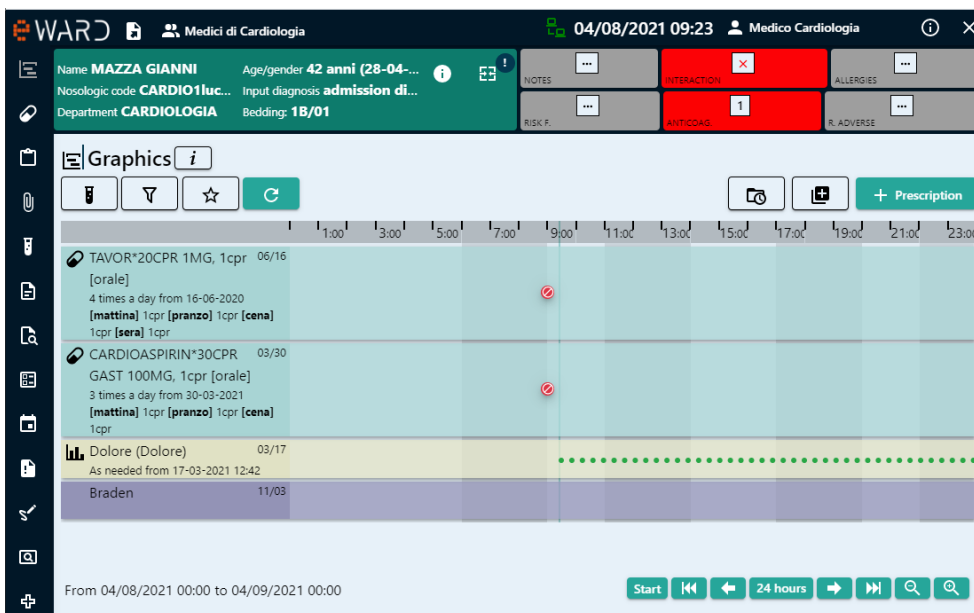 eWARD
Medici di Cardiologia
04/08/2021 09:23
Medico Cardiologia
Name MAZZA GIANNI
Age/gender 42 anni (28-04-...
Nosologic code CARDIO1luc...
Input diagnosis admission di...
Department CARDIOLOGIA
Bedding: 1B/01
NOTES
INTERACTION
ALLERGIES
RISK F.
1
ANTICOAG.
R. ADVERSE
Graphics i
+ Prescription
1:00 3:00 5:00 7:00 9:00 11:00 13:00 15:00 17:00 19:00 21:00 23:00
TAVOR*20CPR 1MG, 1cpr 06/16
[orale]
4 times a day from 16-06-2020
[mattina] 1cpr [pranzo] 1cpr [cena]
1cpr [sera] 1cpr
CARDIOASPIRIN*30CPR 03/30
GAST 100MG, 1cpr [orale]
3 times a day from 30-03-2021
[mattina] 1cpr [pranzo] 1cpr [cena]
1cpr
Dolore (Dolore) 03/17
As needed from 17-03-2021 12:42
Braden 11/03
From 04/08/2021 00:00 to 04/09/2021 00:00
Start
24 hours